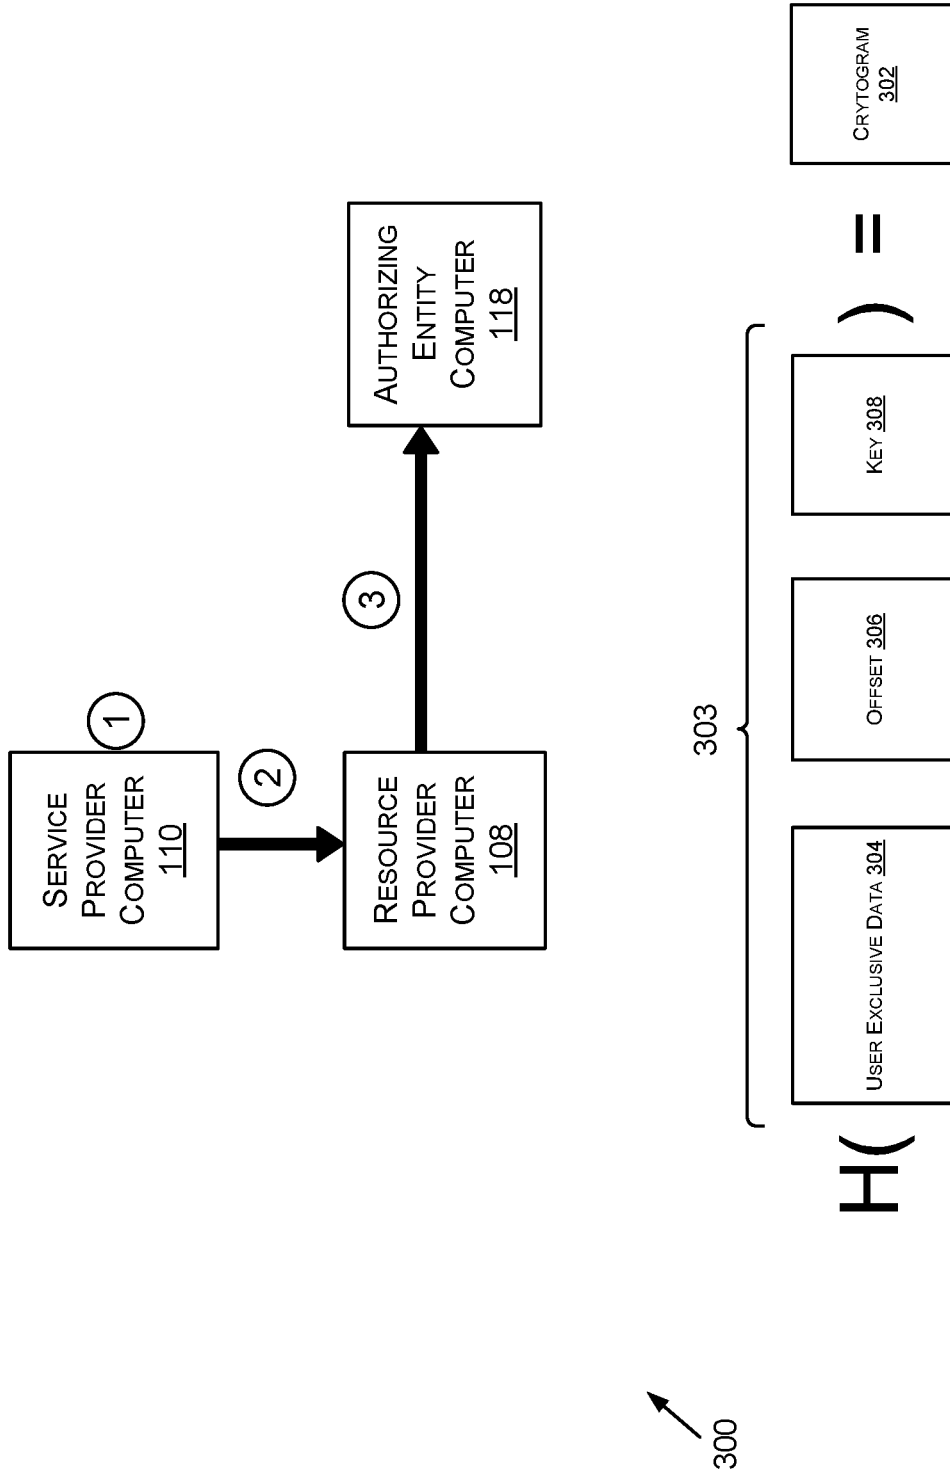 SERVICE
PROVIDER
COMPUTER
110
1
2
RESOURCE
PROVIDER
COMPUTER
108
3
AUTHORIZING
ENTITY
COMPUTER
118
303
H(
USER EXCLUSIVE DATA 304
OFFSET 306
KEY 308
)
=
CRYTOGRAM
302
300